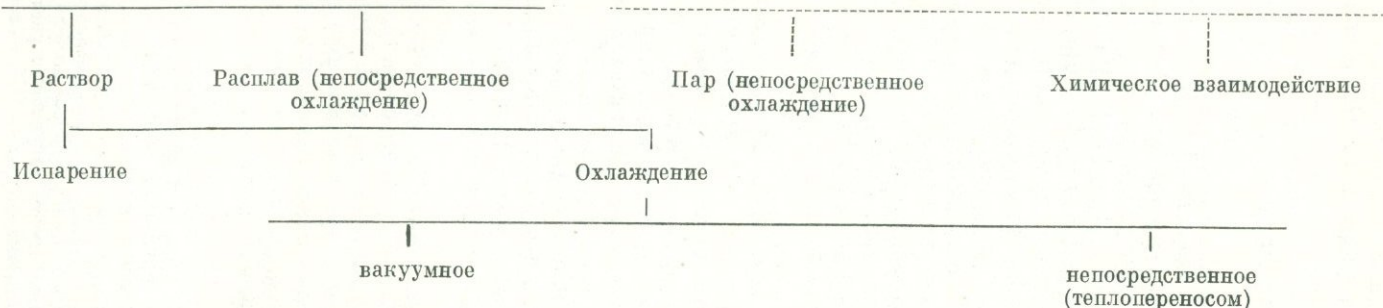 Раствор
Расплав (непосредственное
охлаждение)
Пар (непосредственное
охлаждение)
Химическое взаимодействие
Испарение
Охлаждение
вакуумное
непосредственное
(теплопереносом)